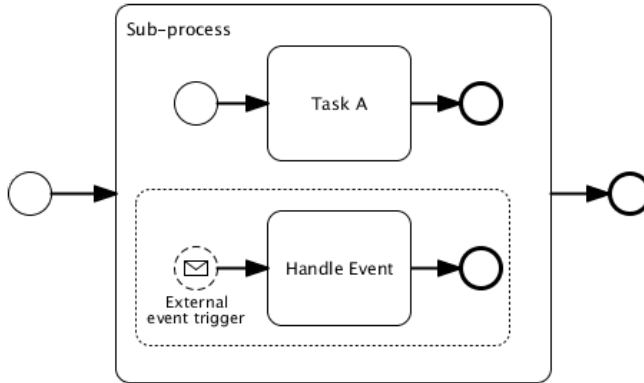 Sub-process
Task A
Handle Event
External
event trigger